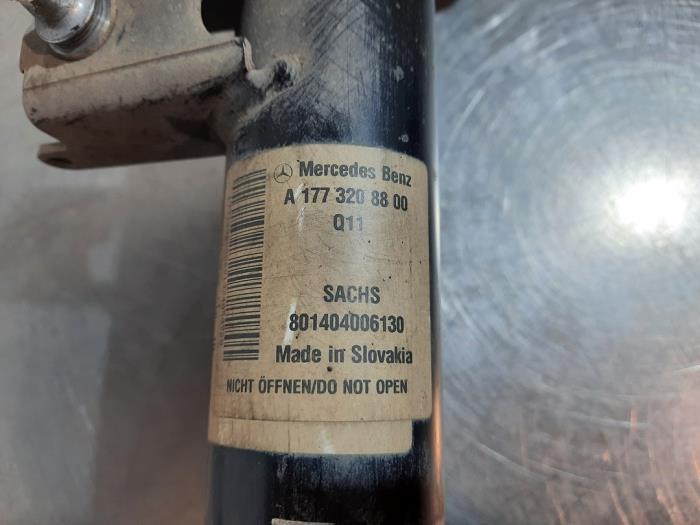 Mercedes Benz
A 177 320 88 00
Q11
SACHS
801404006130
Made in Slovakia
NICHT ÖFFNEN/DO NOT OPEN